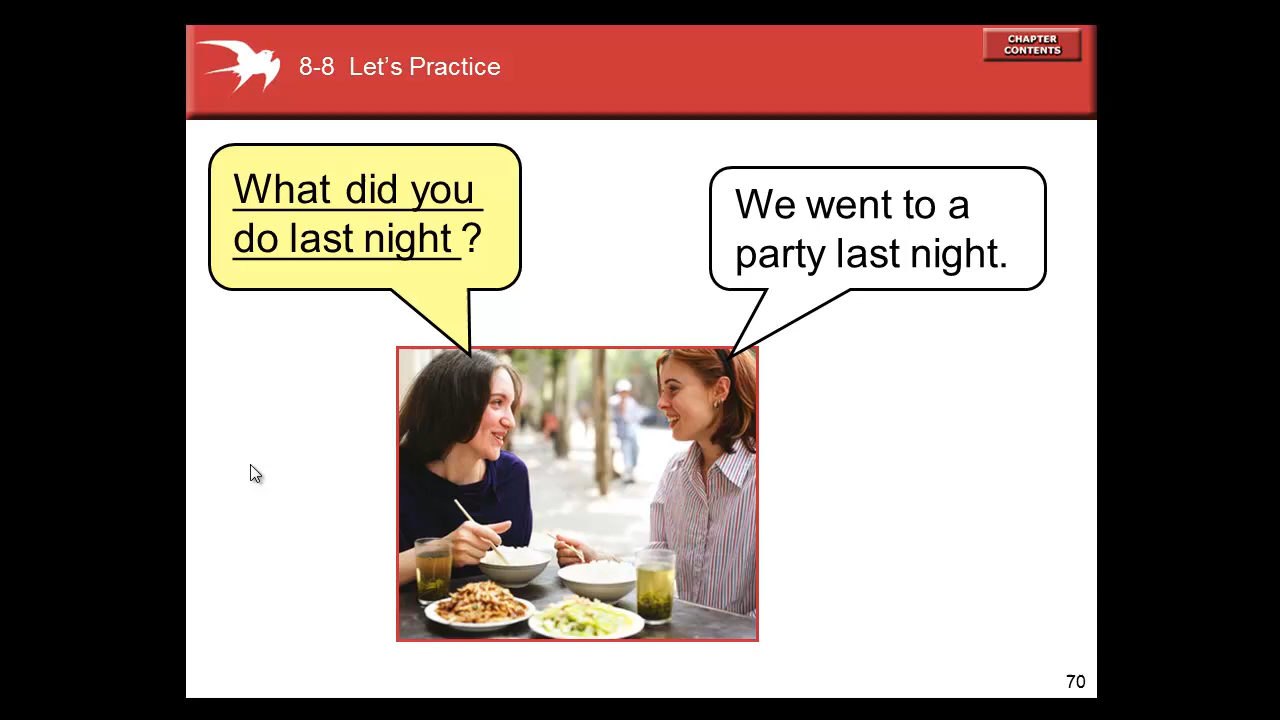 8-8 Let’s Practice
CHAPTER
CONTENTS
What did you
do last night ?
We went to a
party last night.
70